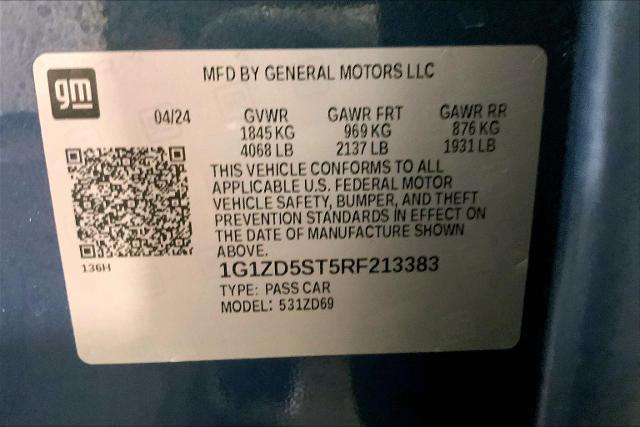 gm
MFD BY GENERAL MOTORS LLC
04/24 GVWR GAWR FRT GAWR RR
1845 KG 969 KG 876 KG
4068 LB 2137 LB 1931 LB
THIS VEHICLE CONFORMS TO ALL
APPLICABLE U.S. FEDERAL MOTOR
VEHICLE SAFETY, BUMPER, AND THEFT
PREVENTION STANDARDS IN EFFECT ON
THE DATE OF MANUFACTURE SHOWN
ABOVE.
136H
1G1ZD5ST5RF213383
TYPE: PASS CAR
MODEL: 531ZD69